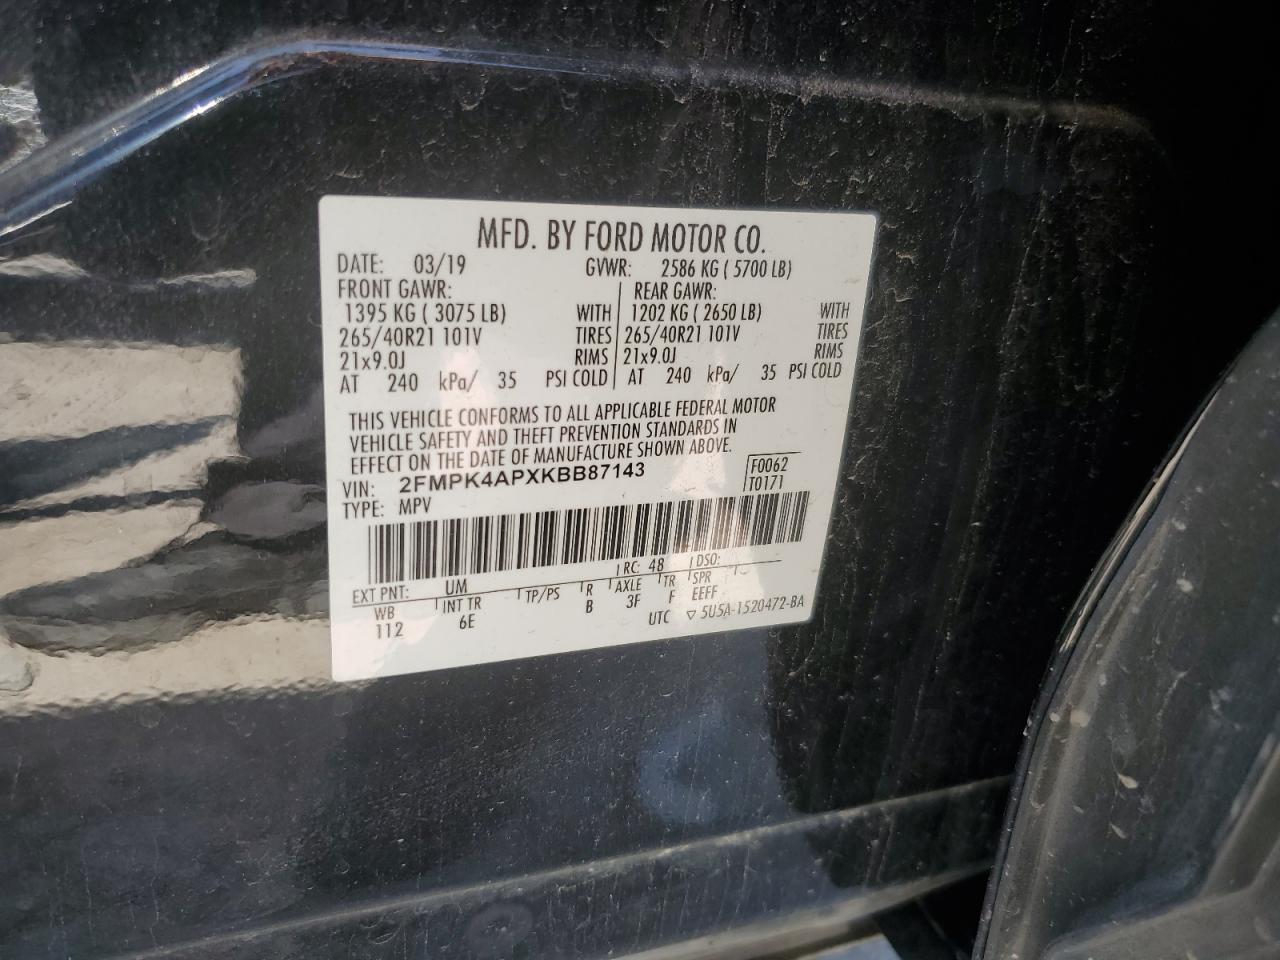 MFD. BY FORD MOTOR CO.
DATE: 03/19 GVWR: 2586 KG ( 5700 LB)
FRONT GAWR: REAR GAWR:
1395 KG ( 3075 LB) WITH 1202 KG ( 2650 LB) WITH
265/40R21 101V TIRES 265/40R21 101V TIRES
21x9.0J RIMS 21x9.0J RIMS
AT 240 kPa/ 35 PSI COLD AT 240 kPa/ 35 PSI COLD
THIS VEHICLE CONFORMS TO ALL APPLICABLE FEDERAL MOTOR
VEHICLE SAFETY AND THEFT PREVENTION STANDARDS IN
EFFECT ON THE DATE OF MANUFACTURE SHOWN ABOVE.
VIN: 2FMPK4APXKBB87143 F0062
TYPE: MPV T0171
EXT PNT: UM RC: 48 DSO:
WB INT TR TP/PS R AXLE TR SPR
112 6E B 3F F EEFF
UTC ▽ 5U5A-1520472-BA